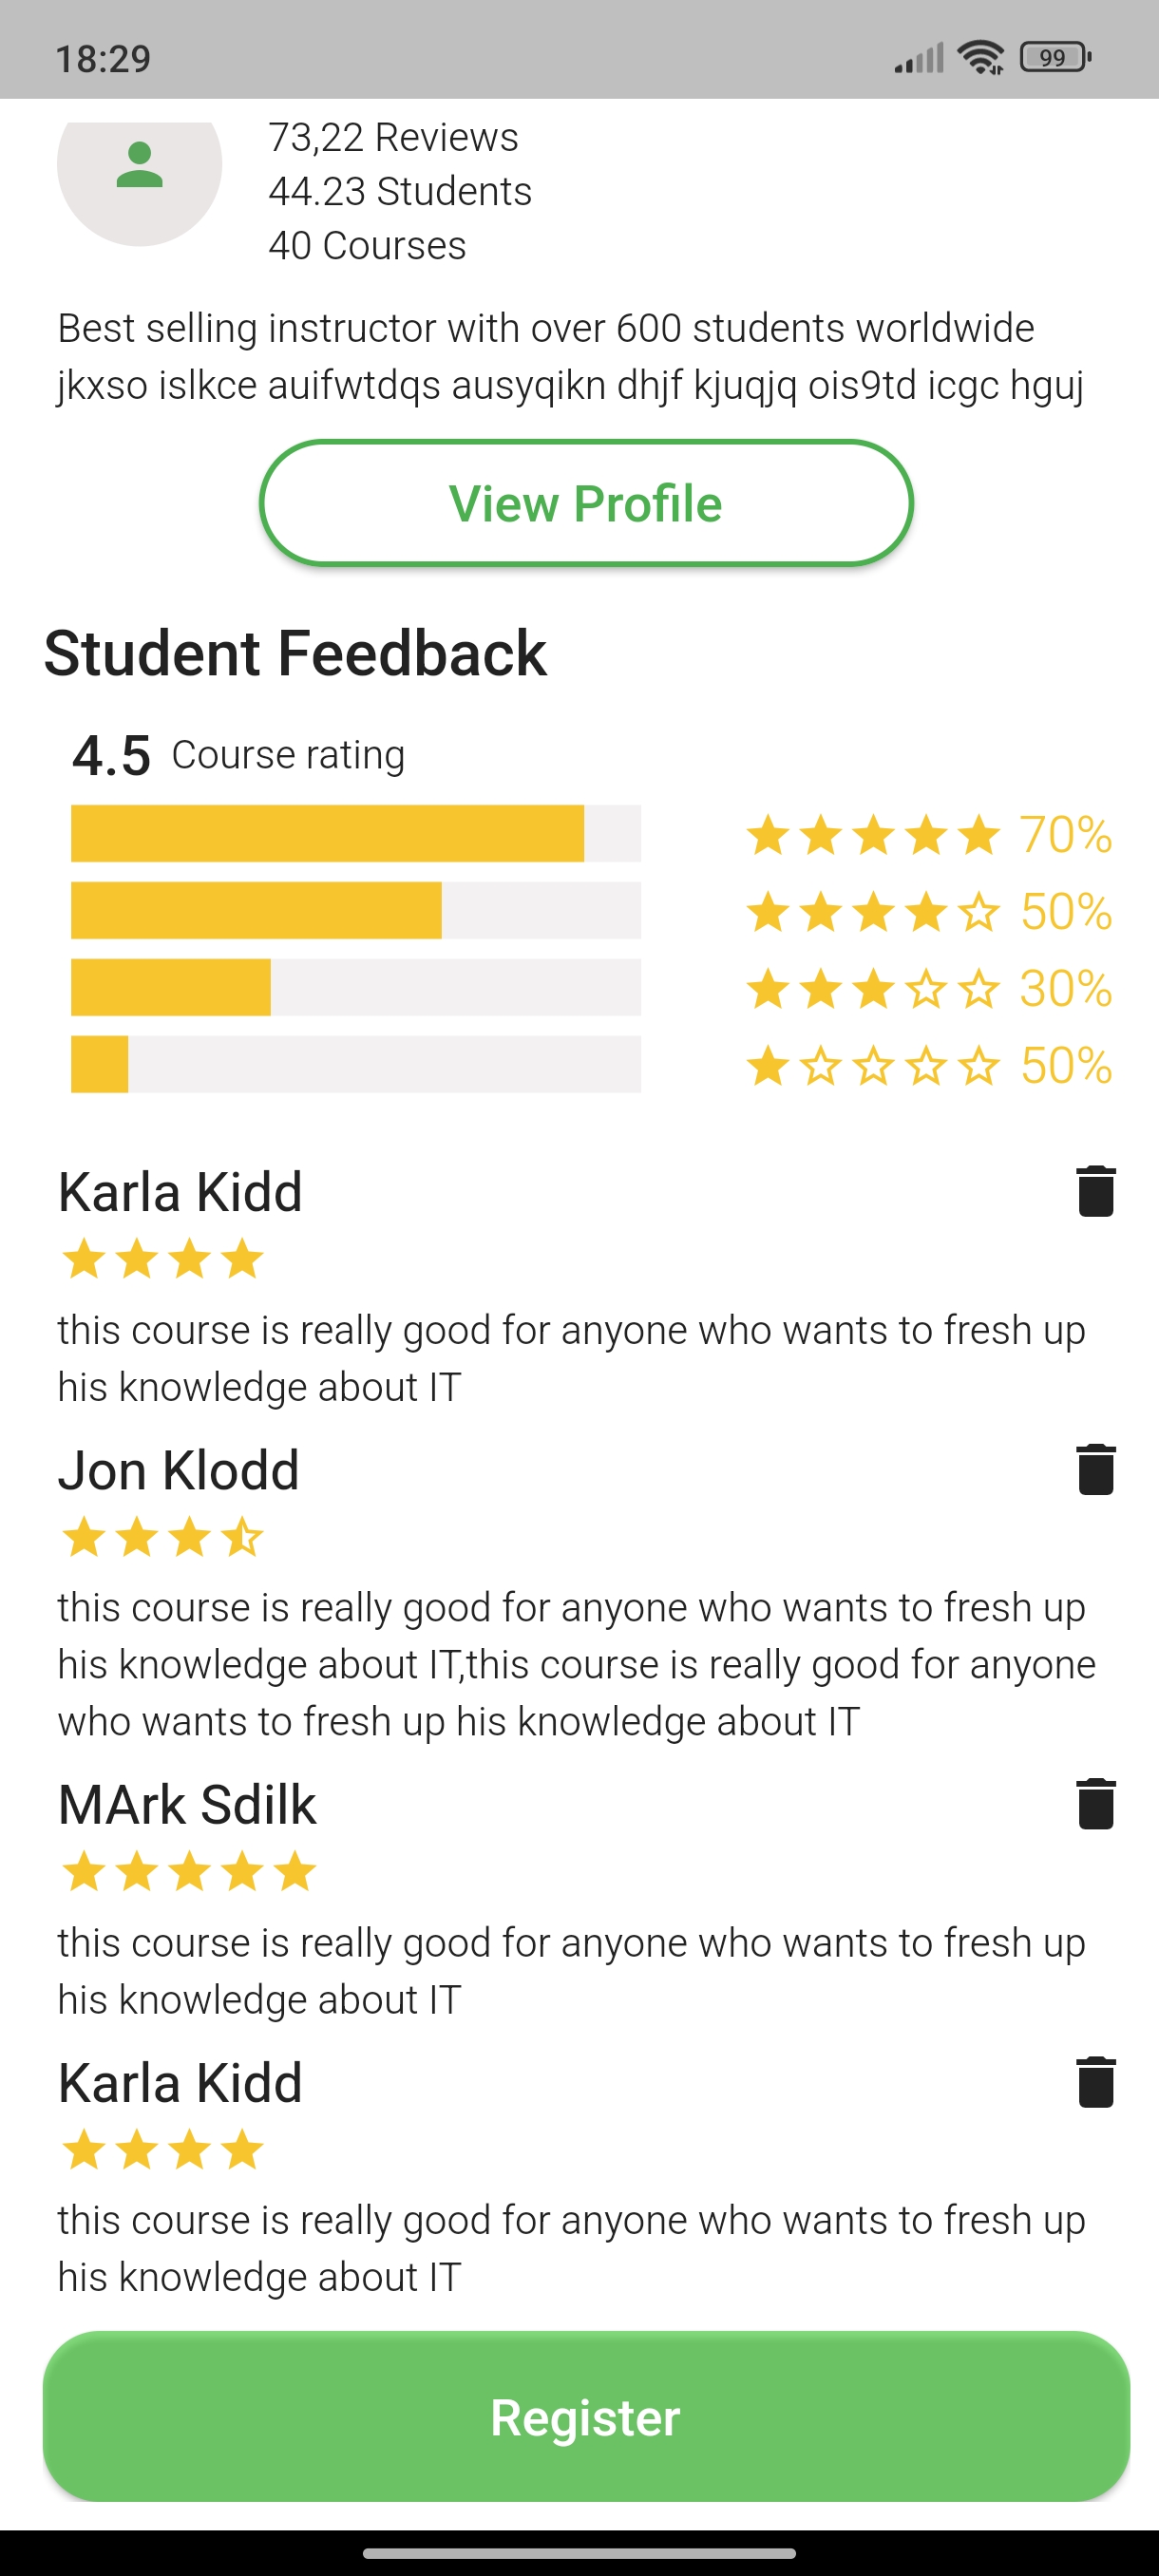 18:29
99
73,22 Reviews
44.23 Students
40 Courses
Best selling instructor with over 600 students worldwide
jkxso islkce auifwtdqs ausyqikn dhjf kjuqjq ois9td icgc hguj
View Profile
Student Feedback
4.5 Course rating
70%
50%
30%
50%
Karla Kidd
this course is really good for anyone who wants to fresh up
his knowledge about IT
Jon Klodd
this course is really good for anyone who wants to fresh up
his knowledge about IT,this course is really good for anyone
who wants to fresh up his knowledge about IT
MArk Sdilk
this course is really good for anyone who wants to fresh up
his knowledge about IT
Karla Kidd
this course is really good for anyone who wants to fresh up
his knowledge about IT
Register